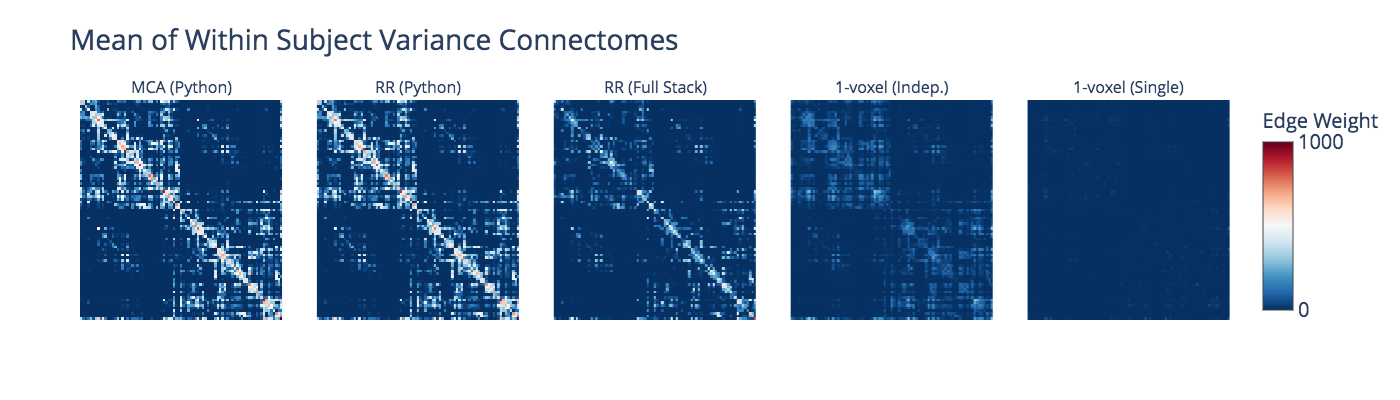 Mean of Within Subject Variance Connectomes
MCA (Python)
RR (Python)
RR (Full Stack)
1-voxel (Indep.)
1-voxel (Single)
Edge Weight
1000
0